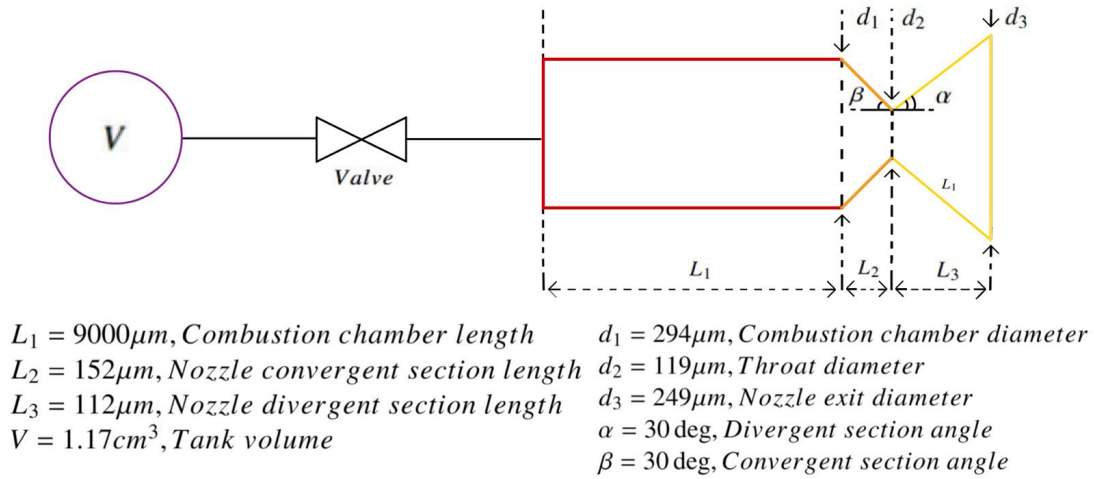 d₁ d₂ d₃
V
β α
Valve
L₁
L₁ L₂ L₃
L₁ = 9000μm, Combustion chamber length
L₂ = 152μm, Nozzle convergent section length
L₃ = 112μm, Nozzle divergent section length
V = 1.17cm³, Tank volume
d₁ = 294μm, Combustion chamber diameter
d₂ = 119μm, Throat diameter
d₃ = 249μm, Nozzle exit diameter
α = 30 deg, Divergent section angle
β = 30 deg, Convergent section angle